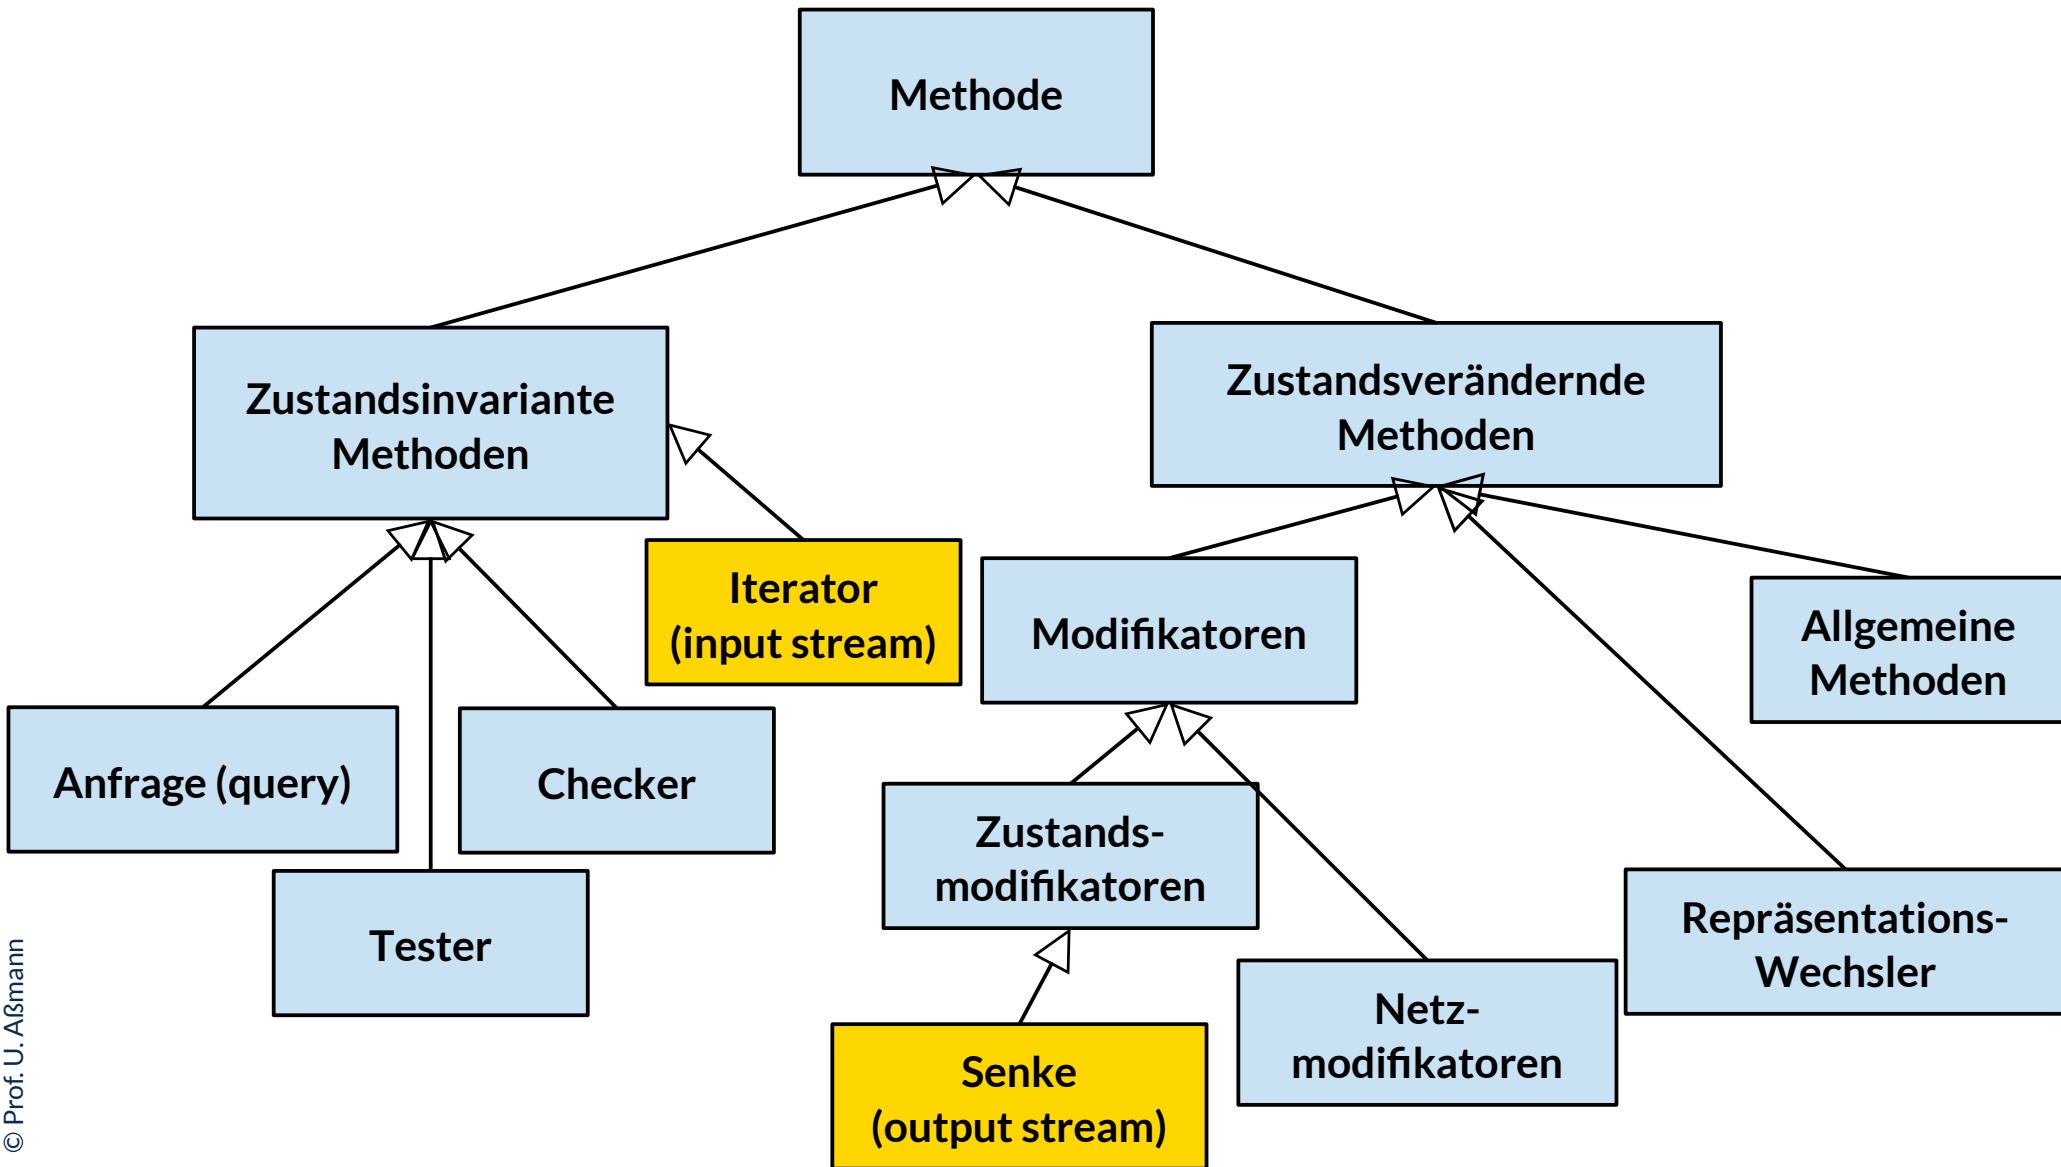 Methode
Zustandsinvariante
Methoden
Zustandsverändernde
Methoden
Iterator
(input stream)
Modifikatoren
Allgemeine
Methoden
Anfrage (query)
Checker
Zustands-
modifikatoren
Tester
Repräsentations-
Wechsler
Netz-
modifikatoren
Senke
(output stream)
© Prof. U. Aßmann